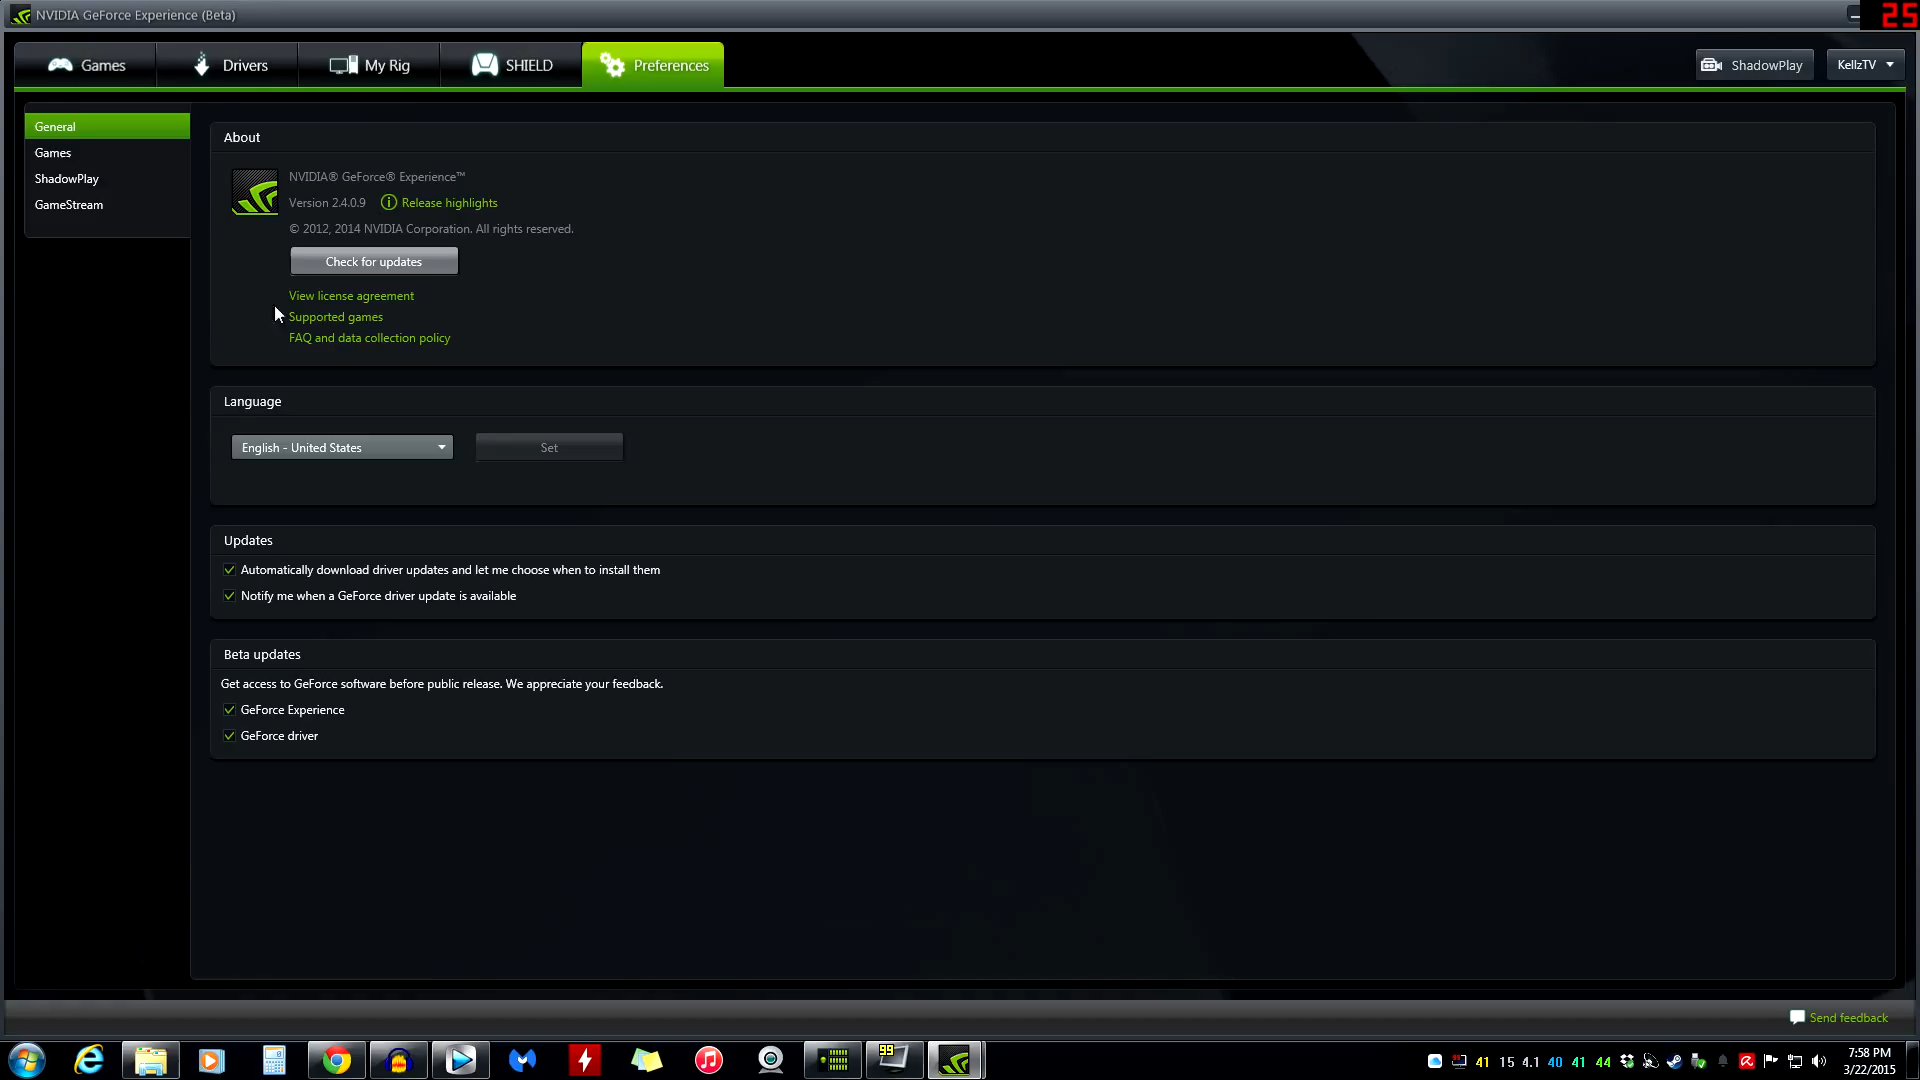 NVIDIA GeForce Experience (Beta)
25
Games
Drivers
My Rig
SHIELD
Preferences
ShadowPlay
KellzTV
General
Games
ShadowPlay
GameStream
About
NVIDIA® GeForce® Experience™
Version 2.4.0.9
Release highlights
© 2012, 2014 NVIDIA Corporation. All rights reserved.
Check for updates
View license agreement
Supported games
FAQ and data collection policy
Language
English - United States
Set
Updates
Automatically download driver updates and let me choose when to install them
Notify me when a GeForce driver update is available
Beta updates
Get access to GeForce software before public release. We appreciate your feedback.
GeForce Experience
GeForce driver
Send feedback
99
41 15 4.1 40 41 44
7:58 PM
3/22/2015